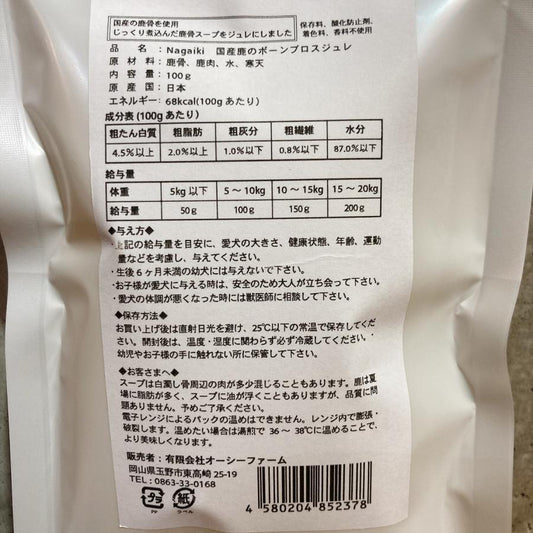 国産の鹿骨を使用
じっくり煮込んだ鹿骨スープをジュレにしました
保存料、酸化防止剤、
着色料、香料不使用
品名：Nagaiki 国産鹿のボーンブロスジュレ
原材料：鹿骨、鹿肉、水、寒天
内容量：100g
原産国：日本
エネルギー：68kcal(100gあたり)
成分表(100gあたり)
粗たん白質 粗脂肪 粗灰分 粗繊維 水分
4.5%以上 2.0%以上 1.0%以下 0.8%以下 87.0%以下
給与量
体重 5kg以下 5～10kg 10～15kg 15～20kg
給与量 50g 100g 150g 200g
◆与え方◆
・上記の給与量を目安に、愛犬の大きさ、健康状態、年齢、運動
量などを考慮し、与えてください。
・生後6ヶ月未満の幼犬には与えないで下さい。
・お子様が愛犬に与える時は、安全のため大人が立ち会って下さい。
・愛犬の体調が悪くなった時には獣医師に相談して下さい。
◆保存方法◆
お買い上げ後は直射日光を避け、25℃以下の常温で保存してくだ
さい。開封後は、温度・湿度に関わらず必ず冷蔵してください。
幼児やお子様の手に触れない所に保管して下さい。
◆お客さまへ◆
スープは白濁し骨周辺の肉が多少混じることもあります。鹿は夏
場に脂肪が多く、スープに油が浮くこともありますが、品質に問
題ありません。予めご了承ください。
電子レンジによるパックの温めはできません。レンジ内で膨張・
破裂します。温めたい場合は湯煎で36～38℃に温めることで、
より美味しくなります。
販売者：有限会社オーシーファーム
岡山県玉野市東高崎25-19
TEL：0863-33-0168
プラ
PP
紙
ラベル
4 580204 852378